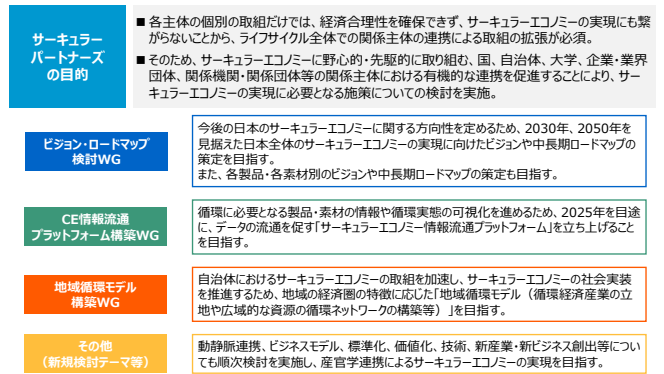 サーキュラー
パートナーズ
の目的
■ 各主体の個別の取組だけでは、経済合理性を確保できず、サーキュラーエコノミーの実現にも繋
がらないことから、ライフサイクル全体での関係主体の連携による取組の拡張が必須。
■ そのため、サーキュラーエコノミーに野心的・先駆的に取り組む、国、自治体、大学、企業・業界
団体、関係機関・関係団体等の関係主体における有機的な連携を促進することにより、サー
キュラーエコノミーの実現に必要となる施策についての検討を実施。
ビジョン・ロードマップ
検討WG
今後の日本のサーキュラーエコノミーに関する方向性を定めるため、2030年、2050年を
見据えた日本全体のサーキュラーエコノミーの実現に向けたビジョンや中長期ロードマップの
策定を目指す。
また、各製品・各素材別のビジョンや中長期ロードマップの策定も目指す。
CE情報流通
プラットフォーム構築WG
循環に必要となる製品・素材の情報や循環実態の可視化を進めるため、2025年を目途
に、データの流通を促す「サーキュラーエコノミー情報流通プラットフォーム」を立ち上げること
を目指す。
地域循環モデル
構築WG
自治体におけるサーキュラーエコノミーの取組を加速し、サーキュラーエコノミーの社会実装
を推進するため、地域の経済圏の特徴に応じた「地域循環モデル（循環経済産業の立
地や広域的な資源の循環ネットワークの構築等）」を目指す。
その他
（新規検討テーマ等）
動静脈連携、ビジネスモデル、標準化、価値化、技術、新産業・新ビジネス創出等につい
ても順次検討を実施し、産官学連携によるサーキュラーエコノミーの実現を目指す。